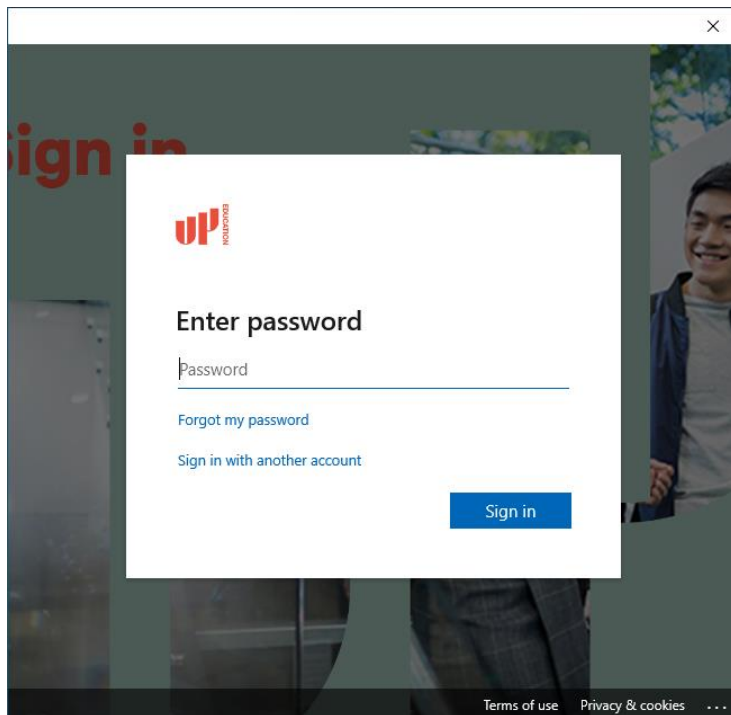 Sign in
UP
EDUCATION
Enter password
Password
Forgot my password
Sign in with another account
Sign in
Terms of use Privacy & cookies ...